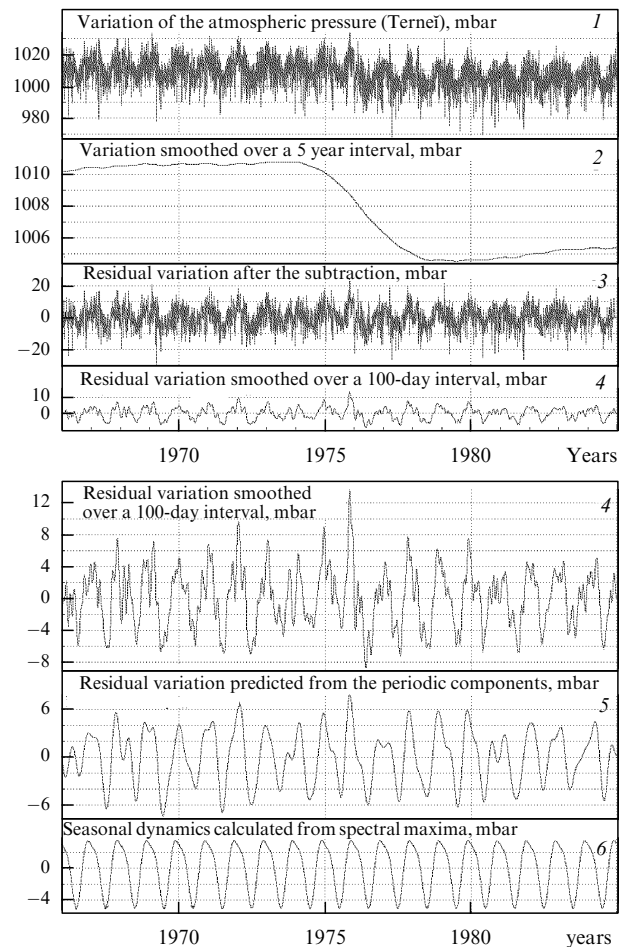 Variation of the atmospheric pressure (Terneĭ), mbar 1
1020
1000
980
Variation smoothed over a 5 year interval, mbar 2
1010
1008
1006
Residual variation after the subtraction, mbar 3
20
0
−20
Residual variation smoothed over a 100-day interval, mbar 4
10
0
1970 1975 1980 Years
Residual variation smoothed
over a 100-day interval, mbar 4
12
8
4
0
−4
−8
Residual variation predicted from the periodic components, mbar
5
6
0
−6
Seasonal dynamics calculated from spectral maxima, mbar
6
0
−4
1970 1975 1980 years